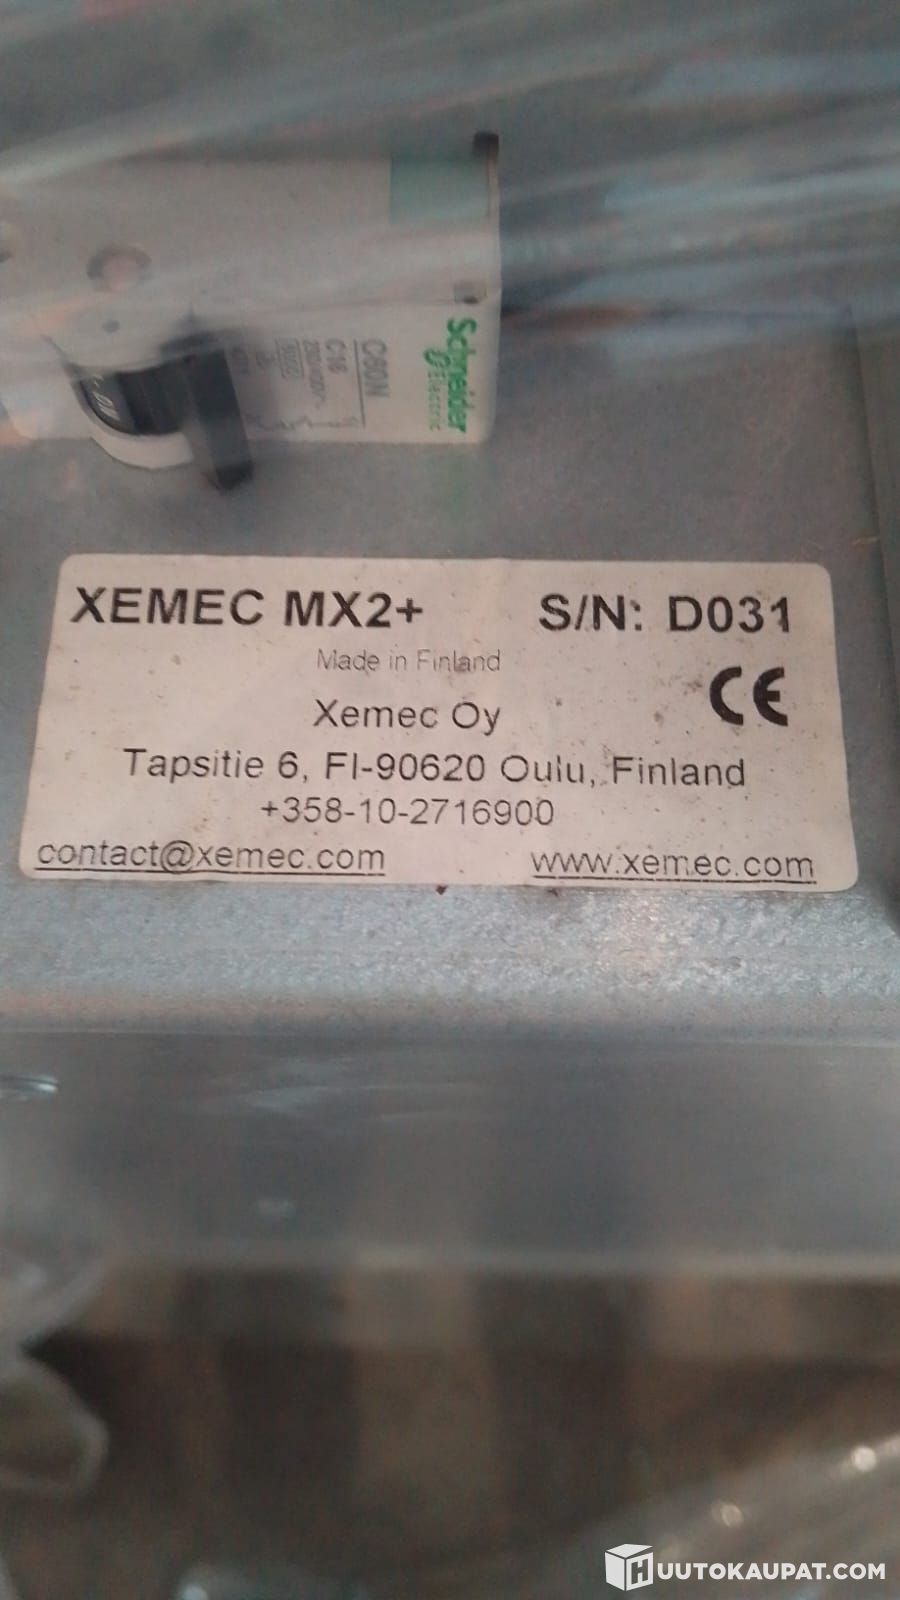 Schneider
Electric
C60N
C16
XEMEC MX2+ S/N: D031
Made in Finland
CE
Xemec Oy
Tapsitie 6, FI-90620 Oulu, Finland
+358-10-2716900
contact@xemec.com www.xemec.com
HUUTOKAUPAT.COM